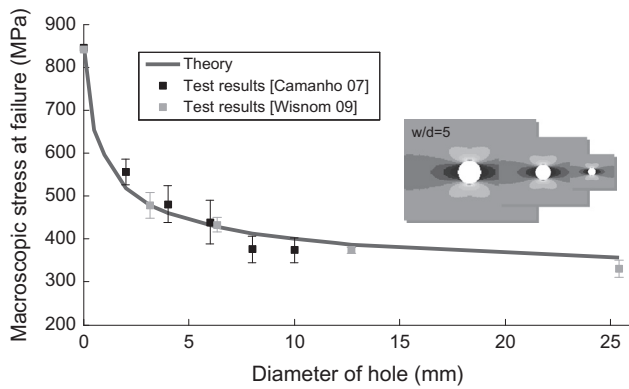 Macroscopic stress at failure (MPa)
900
800
700
600
500
400
300
200
Theory
Test results [Camanho 07]
Test results [Wisnom 09]
w/d=5
0
5
10
15
20
25
Diameter of hole (mm)